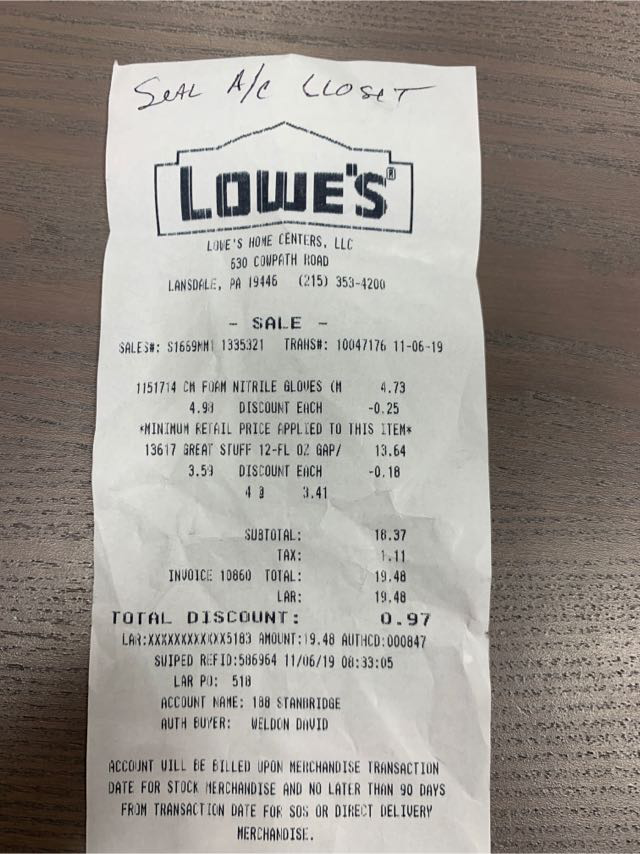 SEAL A/C CLOSET
LOWE'S®
LOWE'S HOME CENTERS, LLC
630 COWPATH ROAD
LANSDALE, PA 19446 (215) 353-4200
- SALE -
SALES#: S1669MM1 1335321 TRANS#: 10047176 11-06-19
1151714 CM FOAM NITRILE GLOVES (M 4.73
4.98 DISCOUNT EACH -0.25
*MINIMUM RETAIL PRICE APPLIED TO THIS ITEM*
13617 GREAT STUFF 12-FL OZ GAP/ 13.64
3.59 DISCOUNT EACH -0.18
4 @ 3.41
SUBTOTAL: 18.37
TAX: 1.11
INVOICE 10860 TOTAL: 19.48
LAR: 19.48
TOTAL DISCOUNT: 0.97
LAR:XXXXXXXXXXXX5183 AMOUNT:19.48 AUTHCD:000847
SWIPED REFID:586964 11/06/19 08:33:05
LAR PO: 518
ACCOUNT NAME: 188 STANBRIDGE
AUTH BUYER: WELDON DAVID
ACCOUNT WILL BE BILLED UPON MERCHANDISE TRANSACTION
DATE FOR STOCK MERCHANDISE AND NO LATER THAN 90 DAYS
FROM TRANSACTION DATE FOR SOS OR DIRECT DELIVERY
MERCHANDISE.